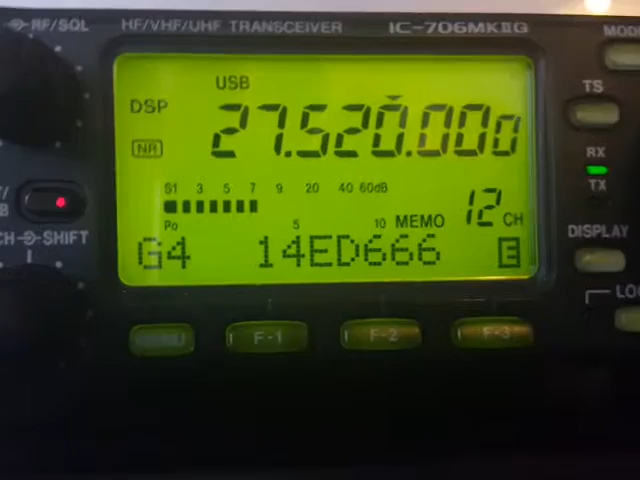 RF/SQL HF/VHF/UHF TRANSCEIVER IC-706MKIIG
USB
DSP 27.520.000
NR
S1 3 5 7 9 20 40 60dB
Po 5 10 MEMO 12 CH
G4 14ED666 E
SHIFT
F-1 F-2 F-3
TS
RX
TX
DISPLAY